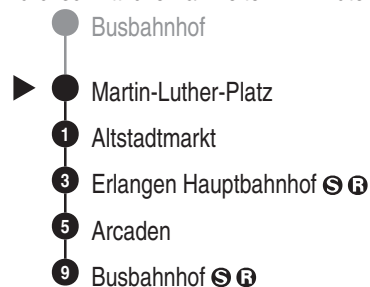 Busbahnhof
Martin-Luther-Platz
1 Altstadtmarkt
3 Erlangen Hauptbahnhof S R
5 Arcaden
9 Busbahnhof S R